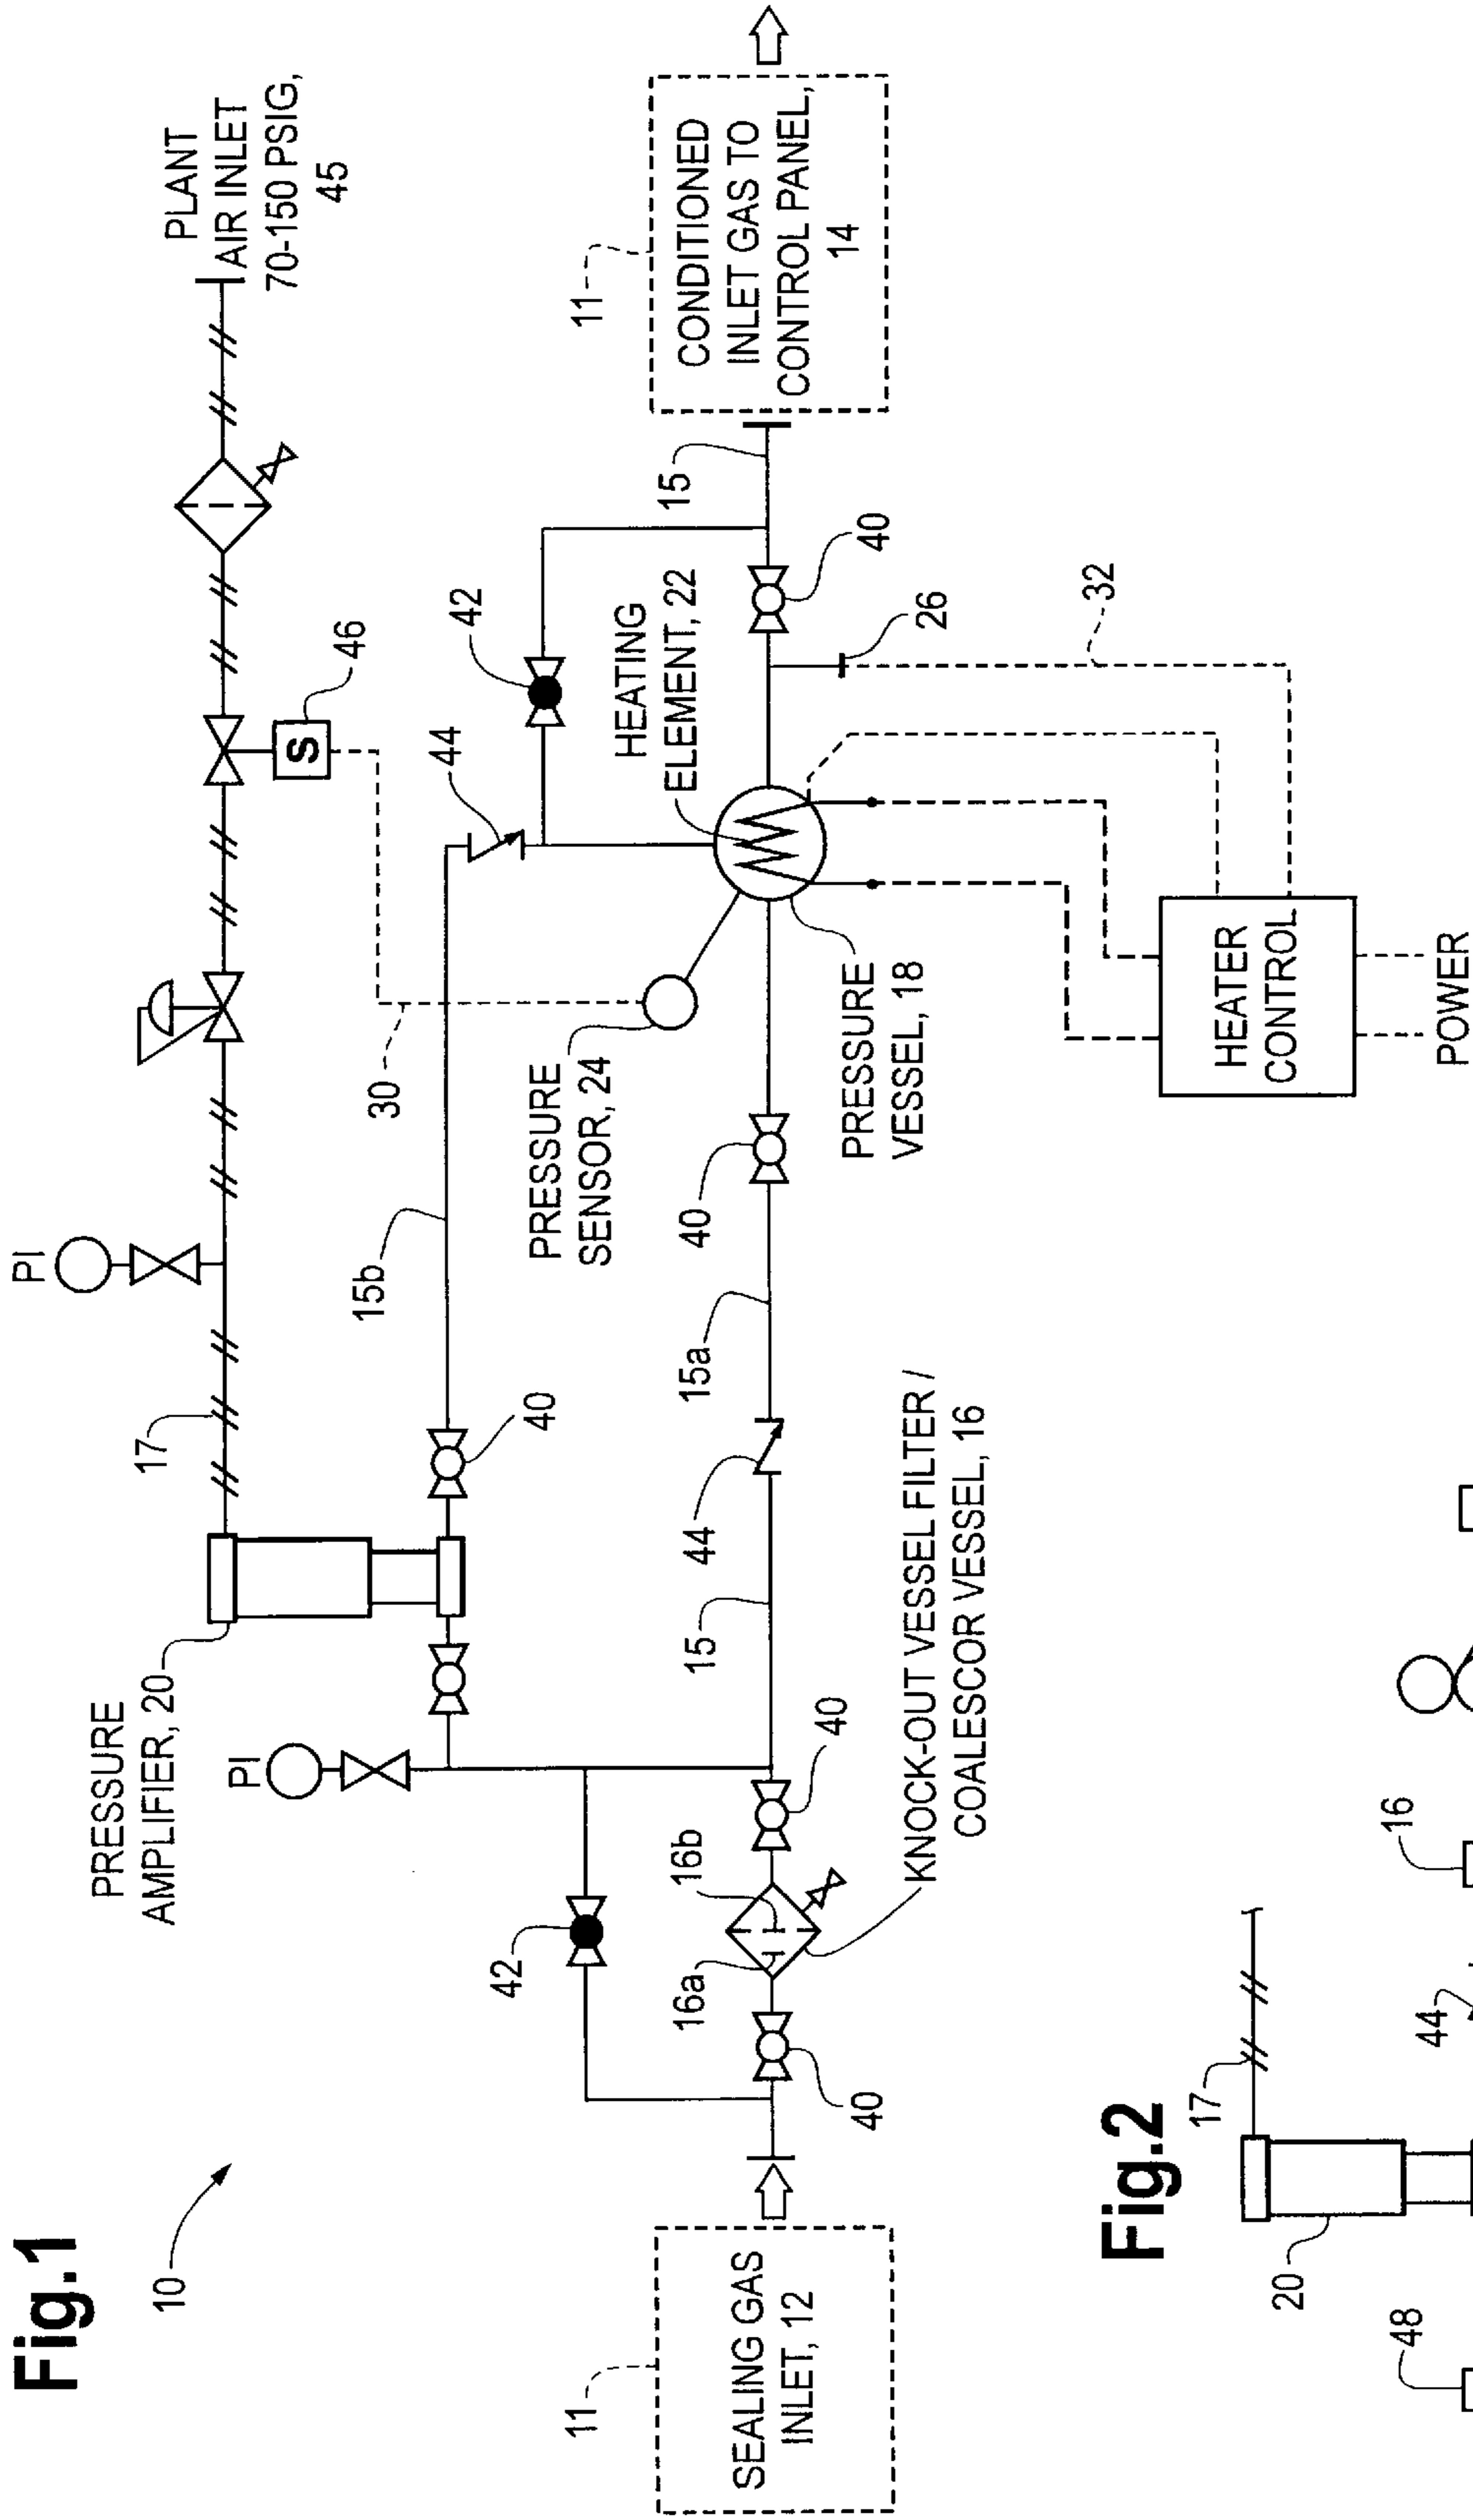 Fig.1
10
11
SEALING GAS
INLET, 12
40
16a
16b
42
40
KNOCK-OUT VESSEL FILTER /
COALESCOR VESSEL, 16
PI
PRESSURE
AMPLIFIER, 20
15
44
40
17
15a
15b
PI
40
30
PRESSURE
SENSOR, 24
PRESSURE
VESSEL, 18
44
46
S
42
HEATING
ELEMENT, 22
26
32
40
15
HEATER
CONTROL
POWER
PLANT
AIR INLET
70-150 PSIG,
45
11
CONDITIONED
INLET GAS TO
CONTROL PANEL,
14
Fig.2
17
20
48
44
16